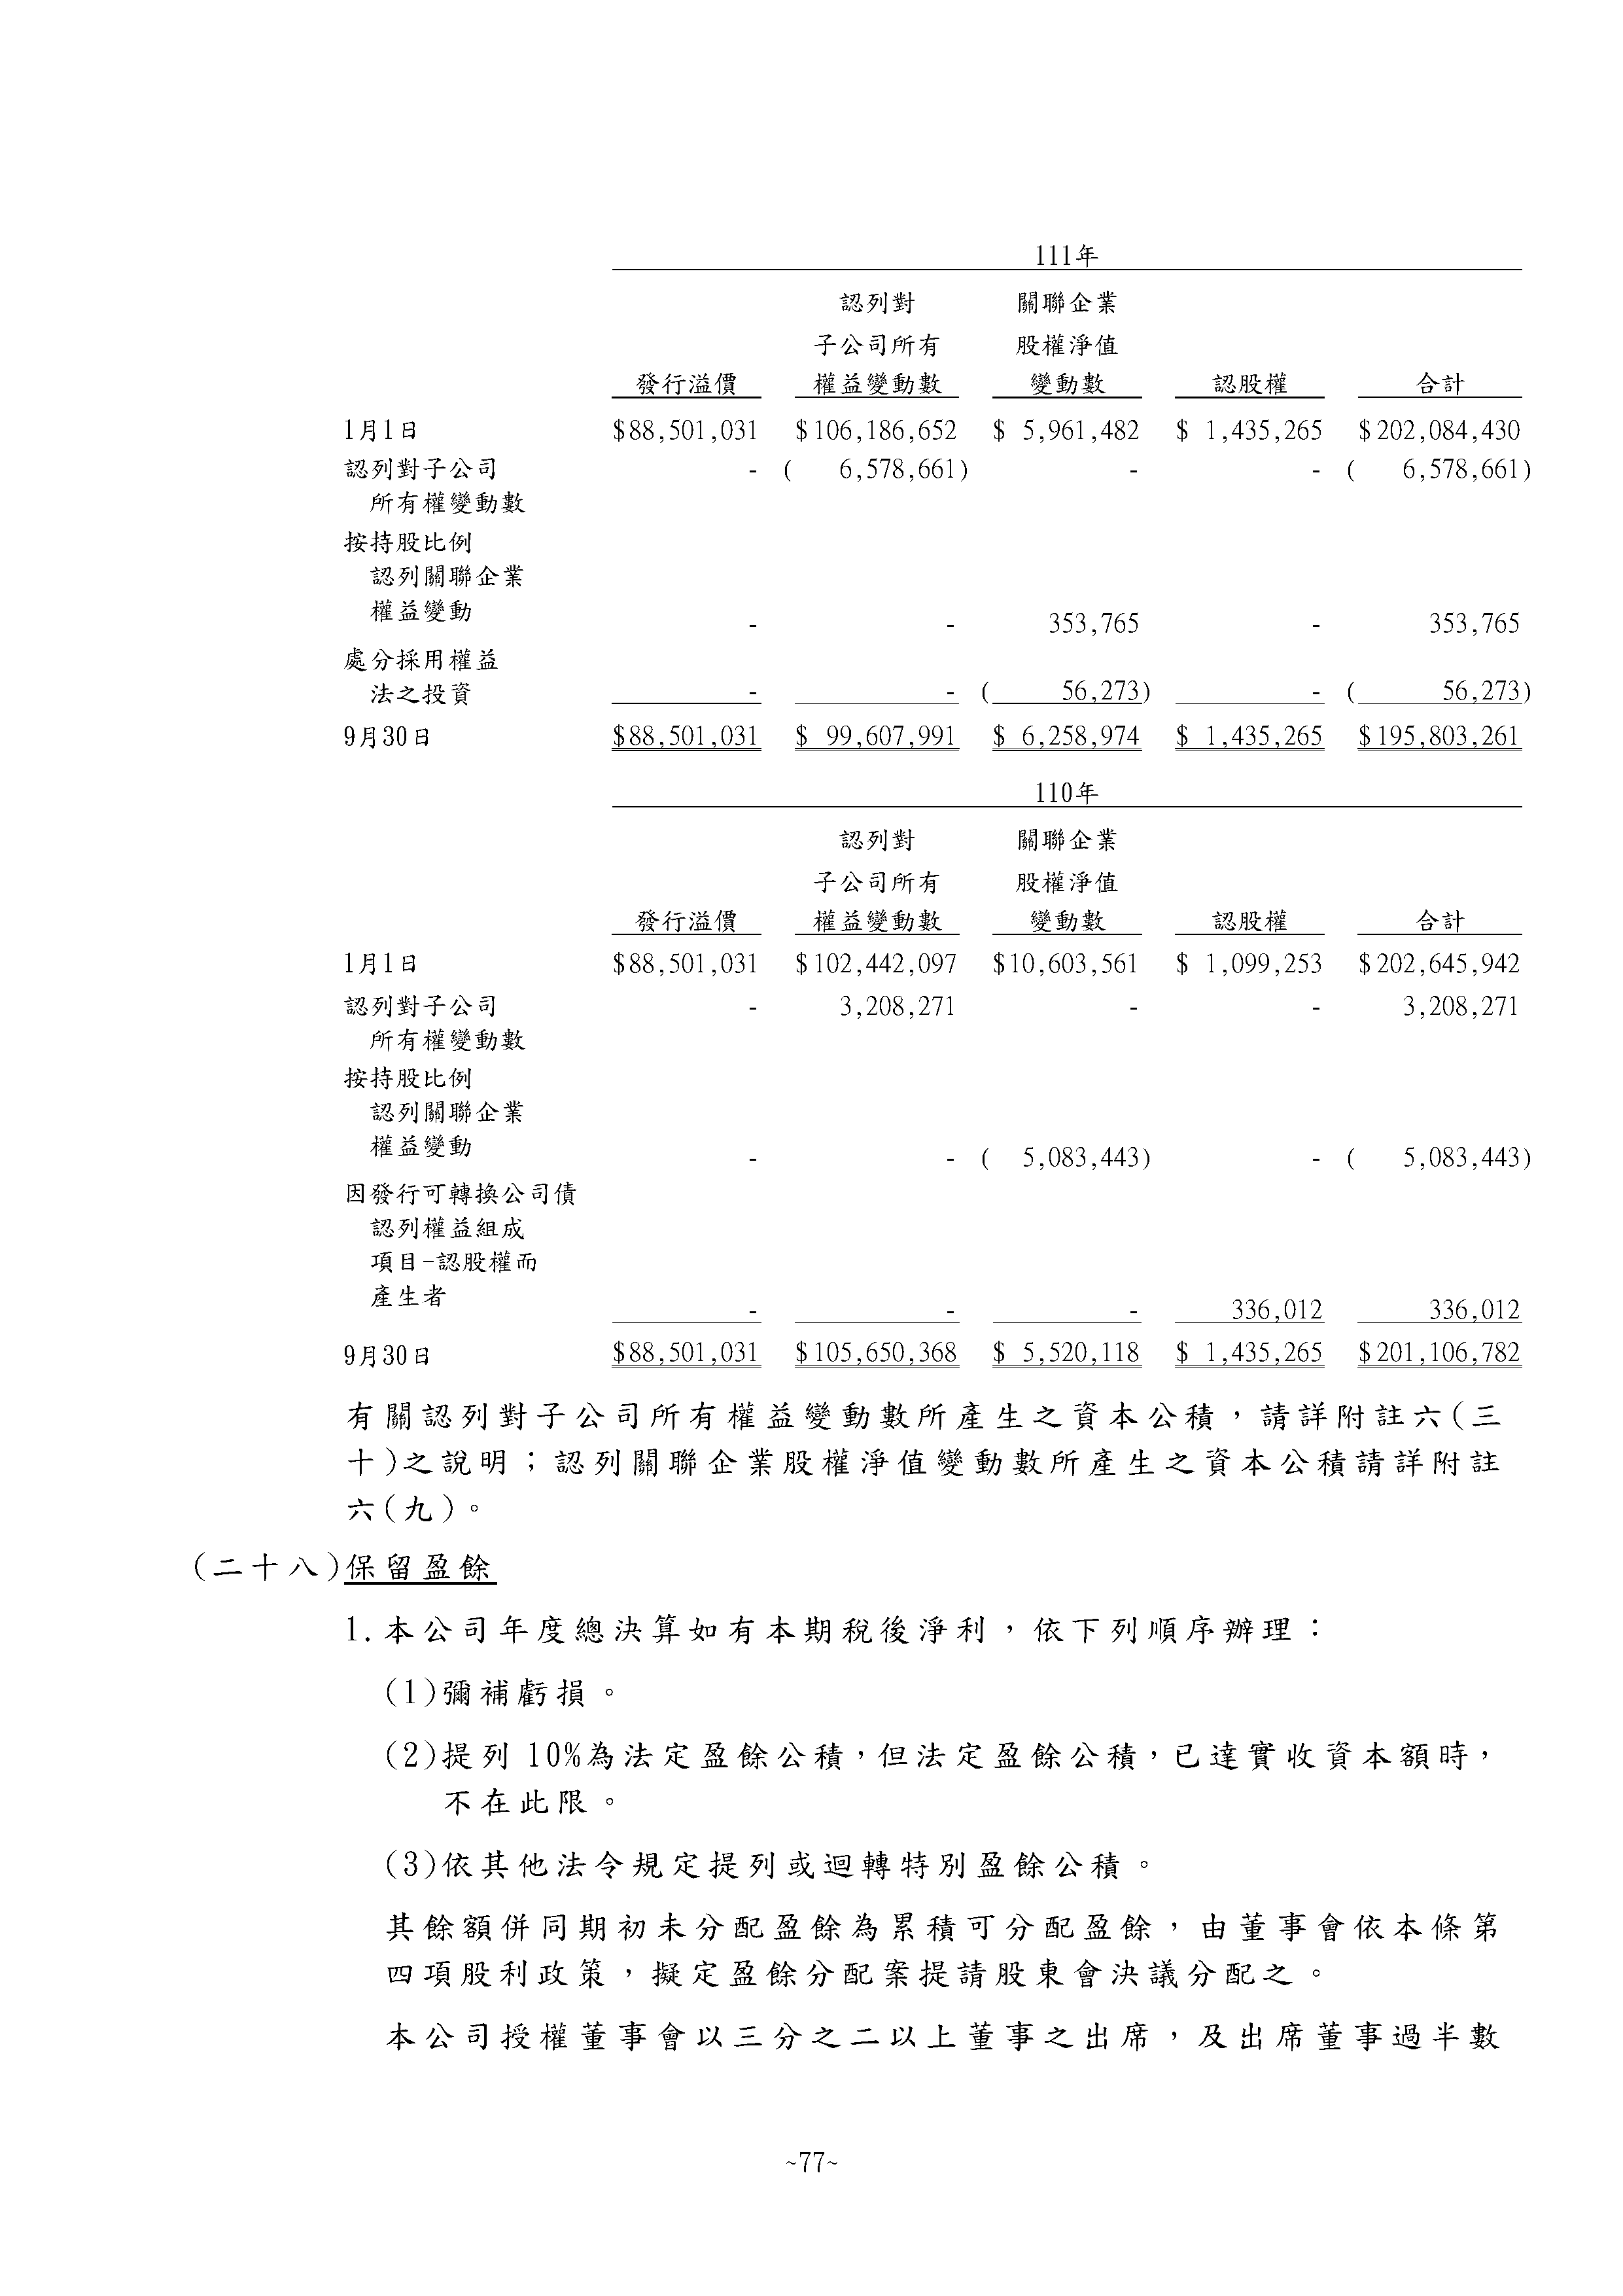 111年
認列對 關聯企業
子公司所有 股權淨值
發行溢價 權益變動數 變動數 認股權 合計
1月1日 $88,501,031 $106,186,652 $ 5,961,482 $ 1,435,265 $202,084,430
認列對子公司 - ( 6,578,661) - - ( 6,578,661)
所有權變動數
按持股比例
認列關聯企業
權益變動 - - 353,765 - 353,765
處分採用權益
法之投資 - - ( 56,273) - ( 56,273)
9月30日 $88,501,031 $ 99,607,991 $ 6,258,974 $ 1,435,265 $195,803,261
110年
認列對 關聯企業
子公司所有 股權淨值
發行溢價 權益變動數 變動數 認股權 合計
1月1日 $88,501,031 $102,442,097 $10,603,561 $ 1,099,253 $202,645,942
認列對子公司 - 3,208,271 - - 3,208,271
所有權變動數
按持股比例
認列關聯企業
權益變動 - - ( 5,083,443) - ( 5,083,443)
因發行可轉換公司債
認列權益組成
項目-認股權而
產生者 - - - 336,012 336,012
9月30日 $88,501,031 $105,650,368 $ 5,520,118 $ 1,435,265 $201,106,782
有關認列對子公司所有權益變動數所產生之資本公積，請詳附註六(三
十)之說明；認列關聯企業股權淨值變動數所產生之資本公積請詳附註
六(九)。
(二十八)保留盈餘
1.本公司年度總決算如有本期稅後淨利，依下列順序辦理：
(1)彌補虧損。
(2)提列 10%為法定盈餘公積，但法定盈餘公積，已達實收資本額時，
不在此限。
(3)依其他法令規定提列或迴轉特別盈餘公積。
其餘額併同期初未分配盈餘為累積可分配盈餘，由董事會依本條第
四項股利政策，擬定盈餘分配案提請股東會決議分配之。
本公司授權董事會以三分之二以上董事之出席，及出席董事過半數
~77~